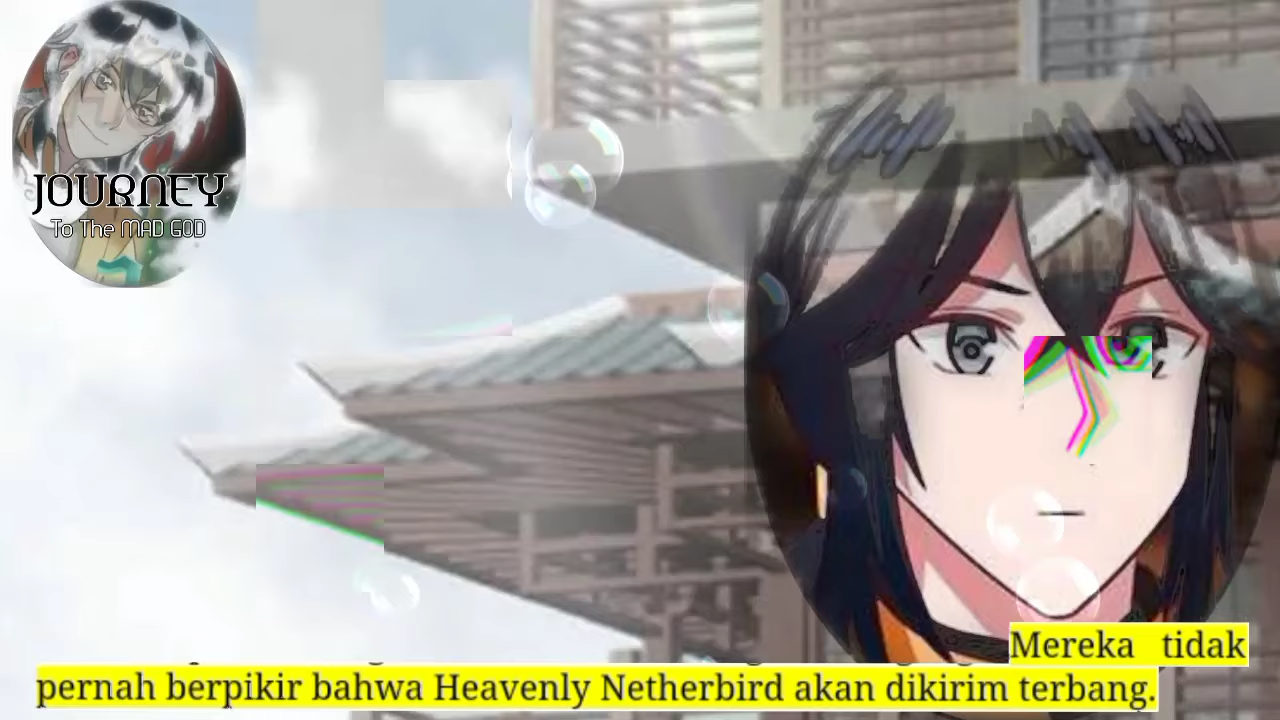 JOURNEY
To The MAD GOD
Mereka tidak
pernah berpikir bahwa Heavenly Netherbird akan dikirim terbang.